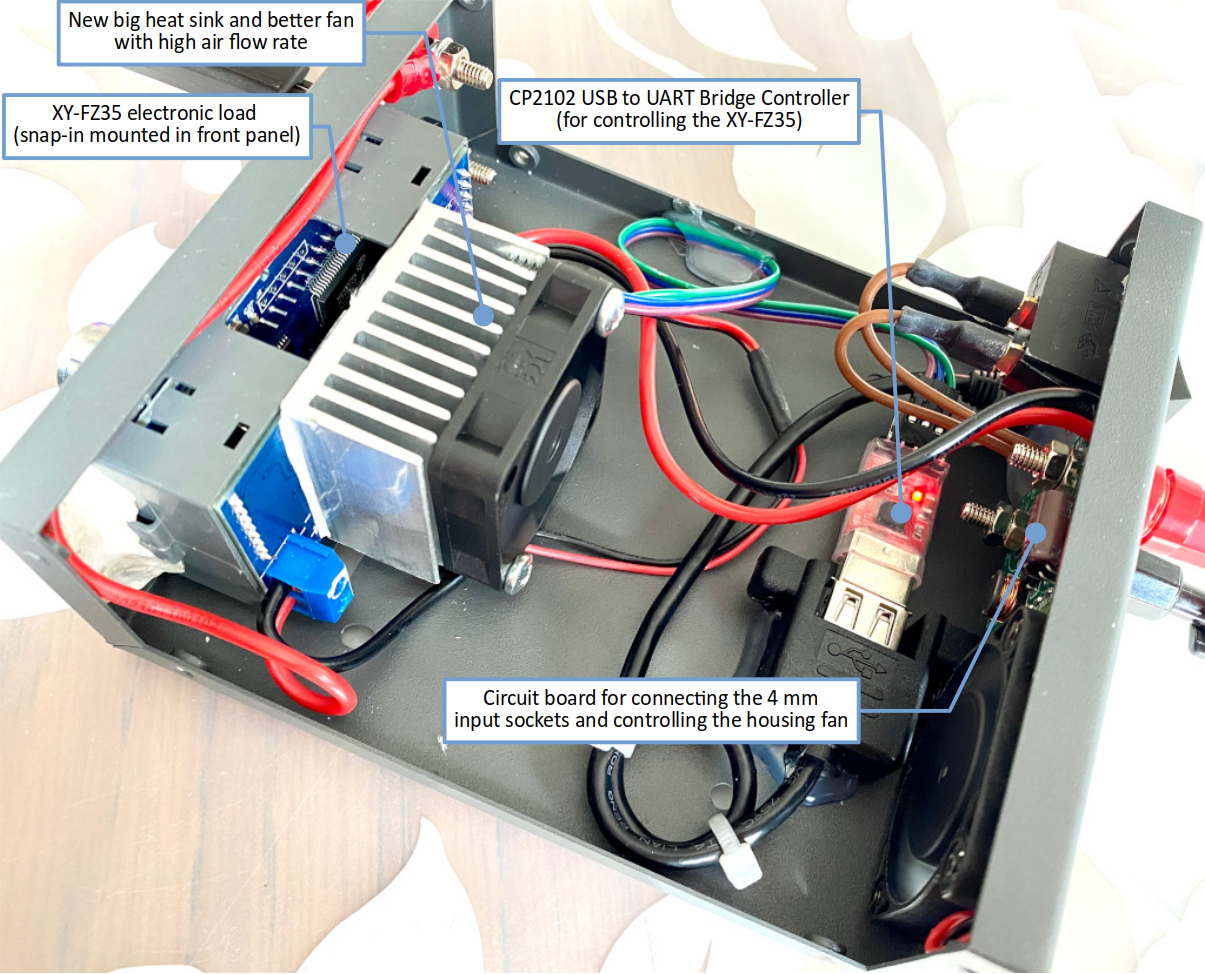 New big heat sink and better fan
with high air flow rate
XY-FZ35 electronic load
(snap-in mounted in front panel)
CP2102 USB to UART Bridge Controller
(for controlling the XY-FZ35)
Circuit board for connecting the 4 mm
input sockets and controlling the housing fan